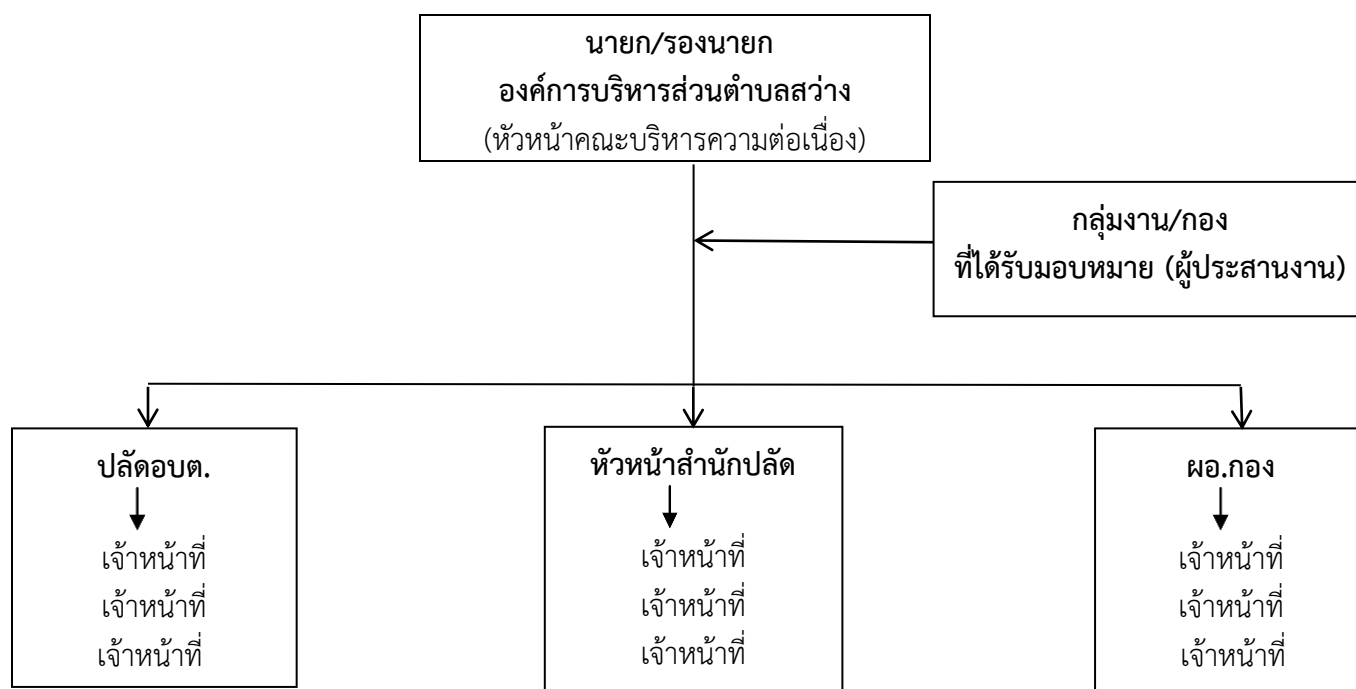 นายก/รองนายก
องค์การบริหารส่วนตำบลสว่าง
(หัวหน้าคณะบริหารความต่อเนื่อง)
กลุ่มงาน/กอง
ที่ได้รับมอบหมาย (ผู้ประสานงาน)
ปลัดอบต.
เจ้าหน้าที่
เจ้าหน้าที่
เจ้าหน้าที่
หัวหน้าสำนักปลัด
เจ้าหน้าที่
เจ้าหน้าที่
เจ้าหน้าที่
ผอ.กอง
เจ้าหน้าที่
เจ้าหน้าที่
เจ้าหน้าที่